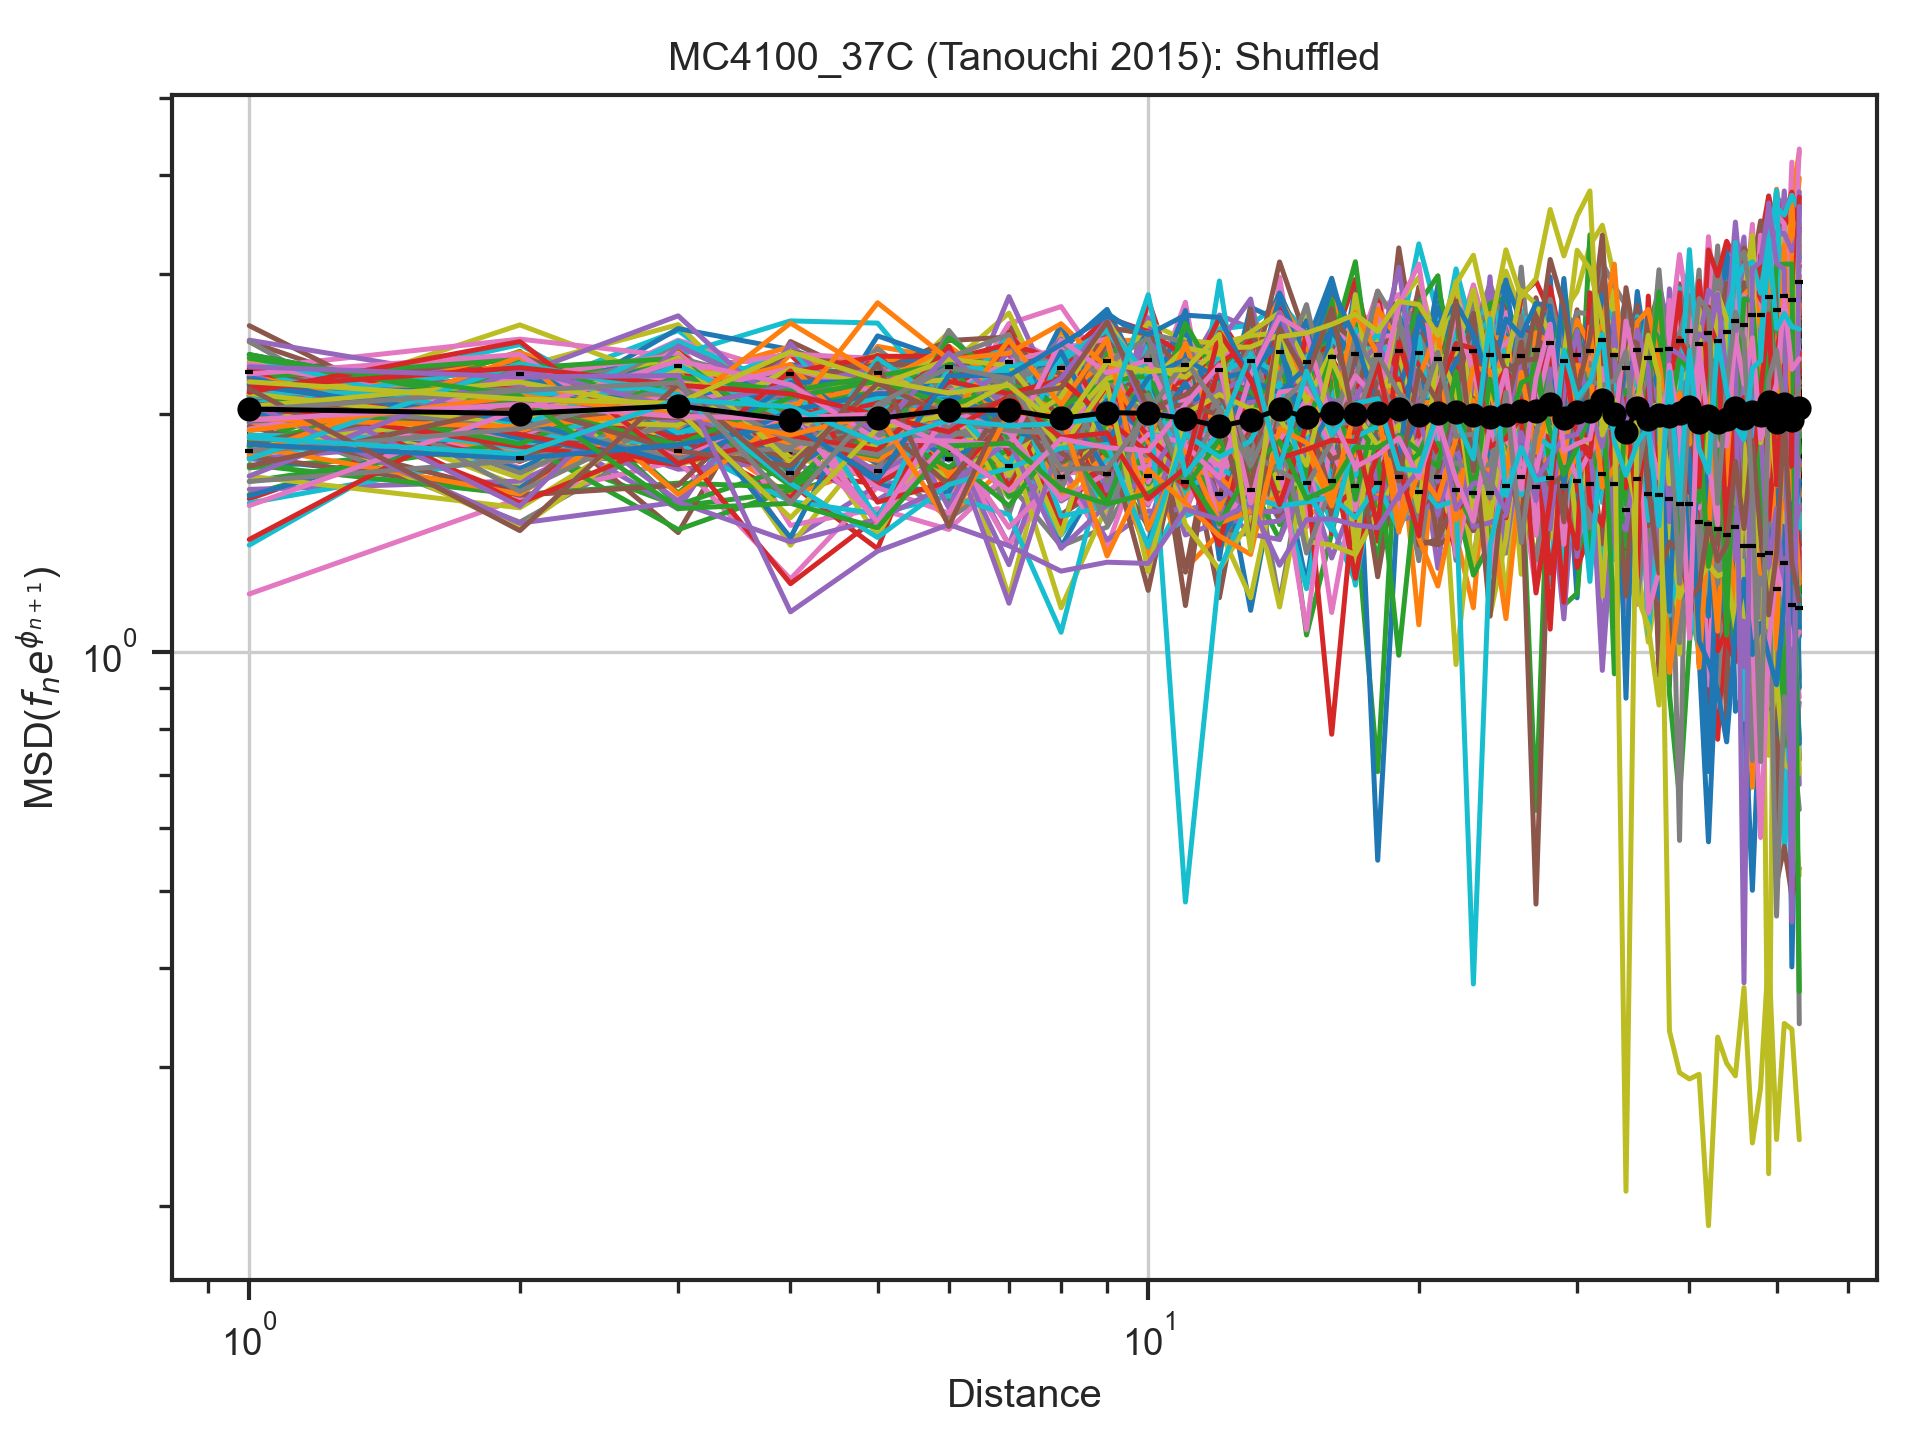 MC4100_37C (Tanouchi 2015): Shuffled
MSD(fₙe^ϕₙ₊₁)
10⁰
10⁰
10¹
Distance